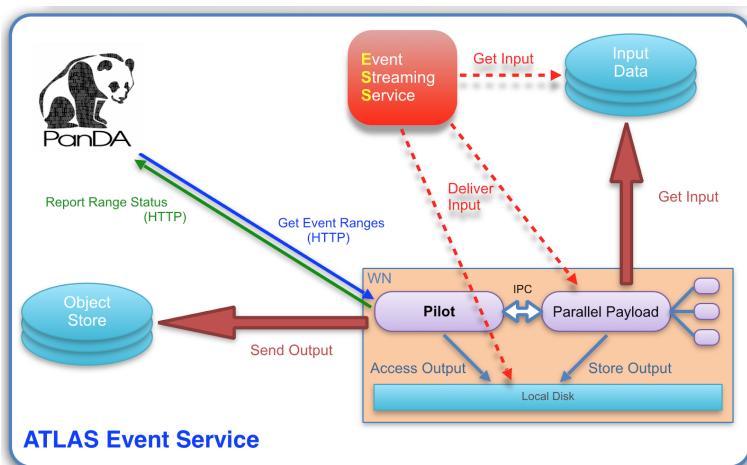 PanDA
Event
Streaming
Service
Get Input
Input
Data
Report Range Status
(HTTP)
Get Event Ranges
(HTTP)
Deliver
Input
Get Input
WN
IPC
Pilot
Parallel Payload
Object
Store
Send Output
Access Output
Store Output
Local Disk
ATLAS Event Service